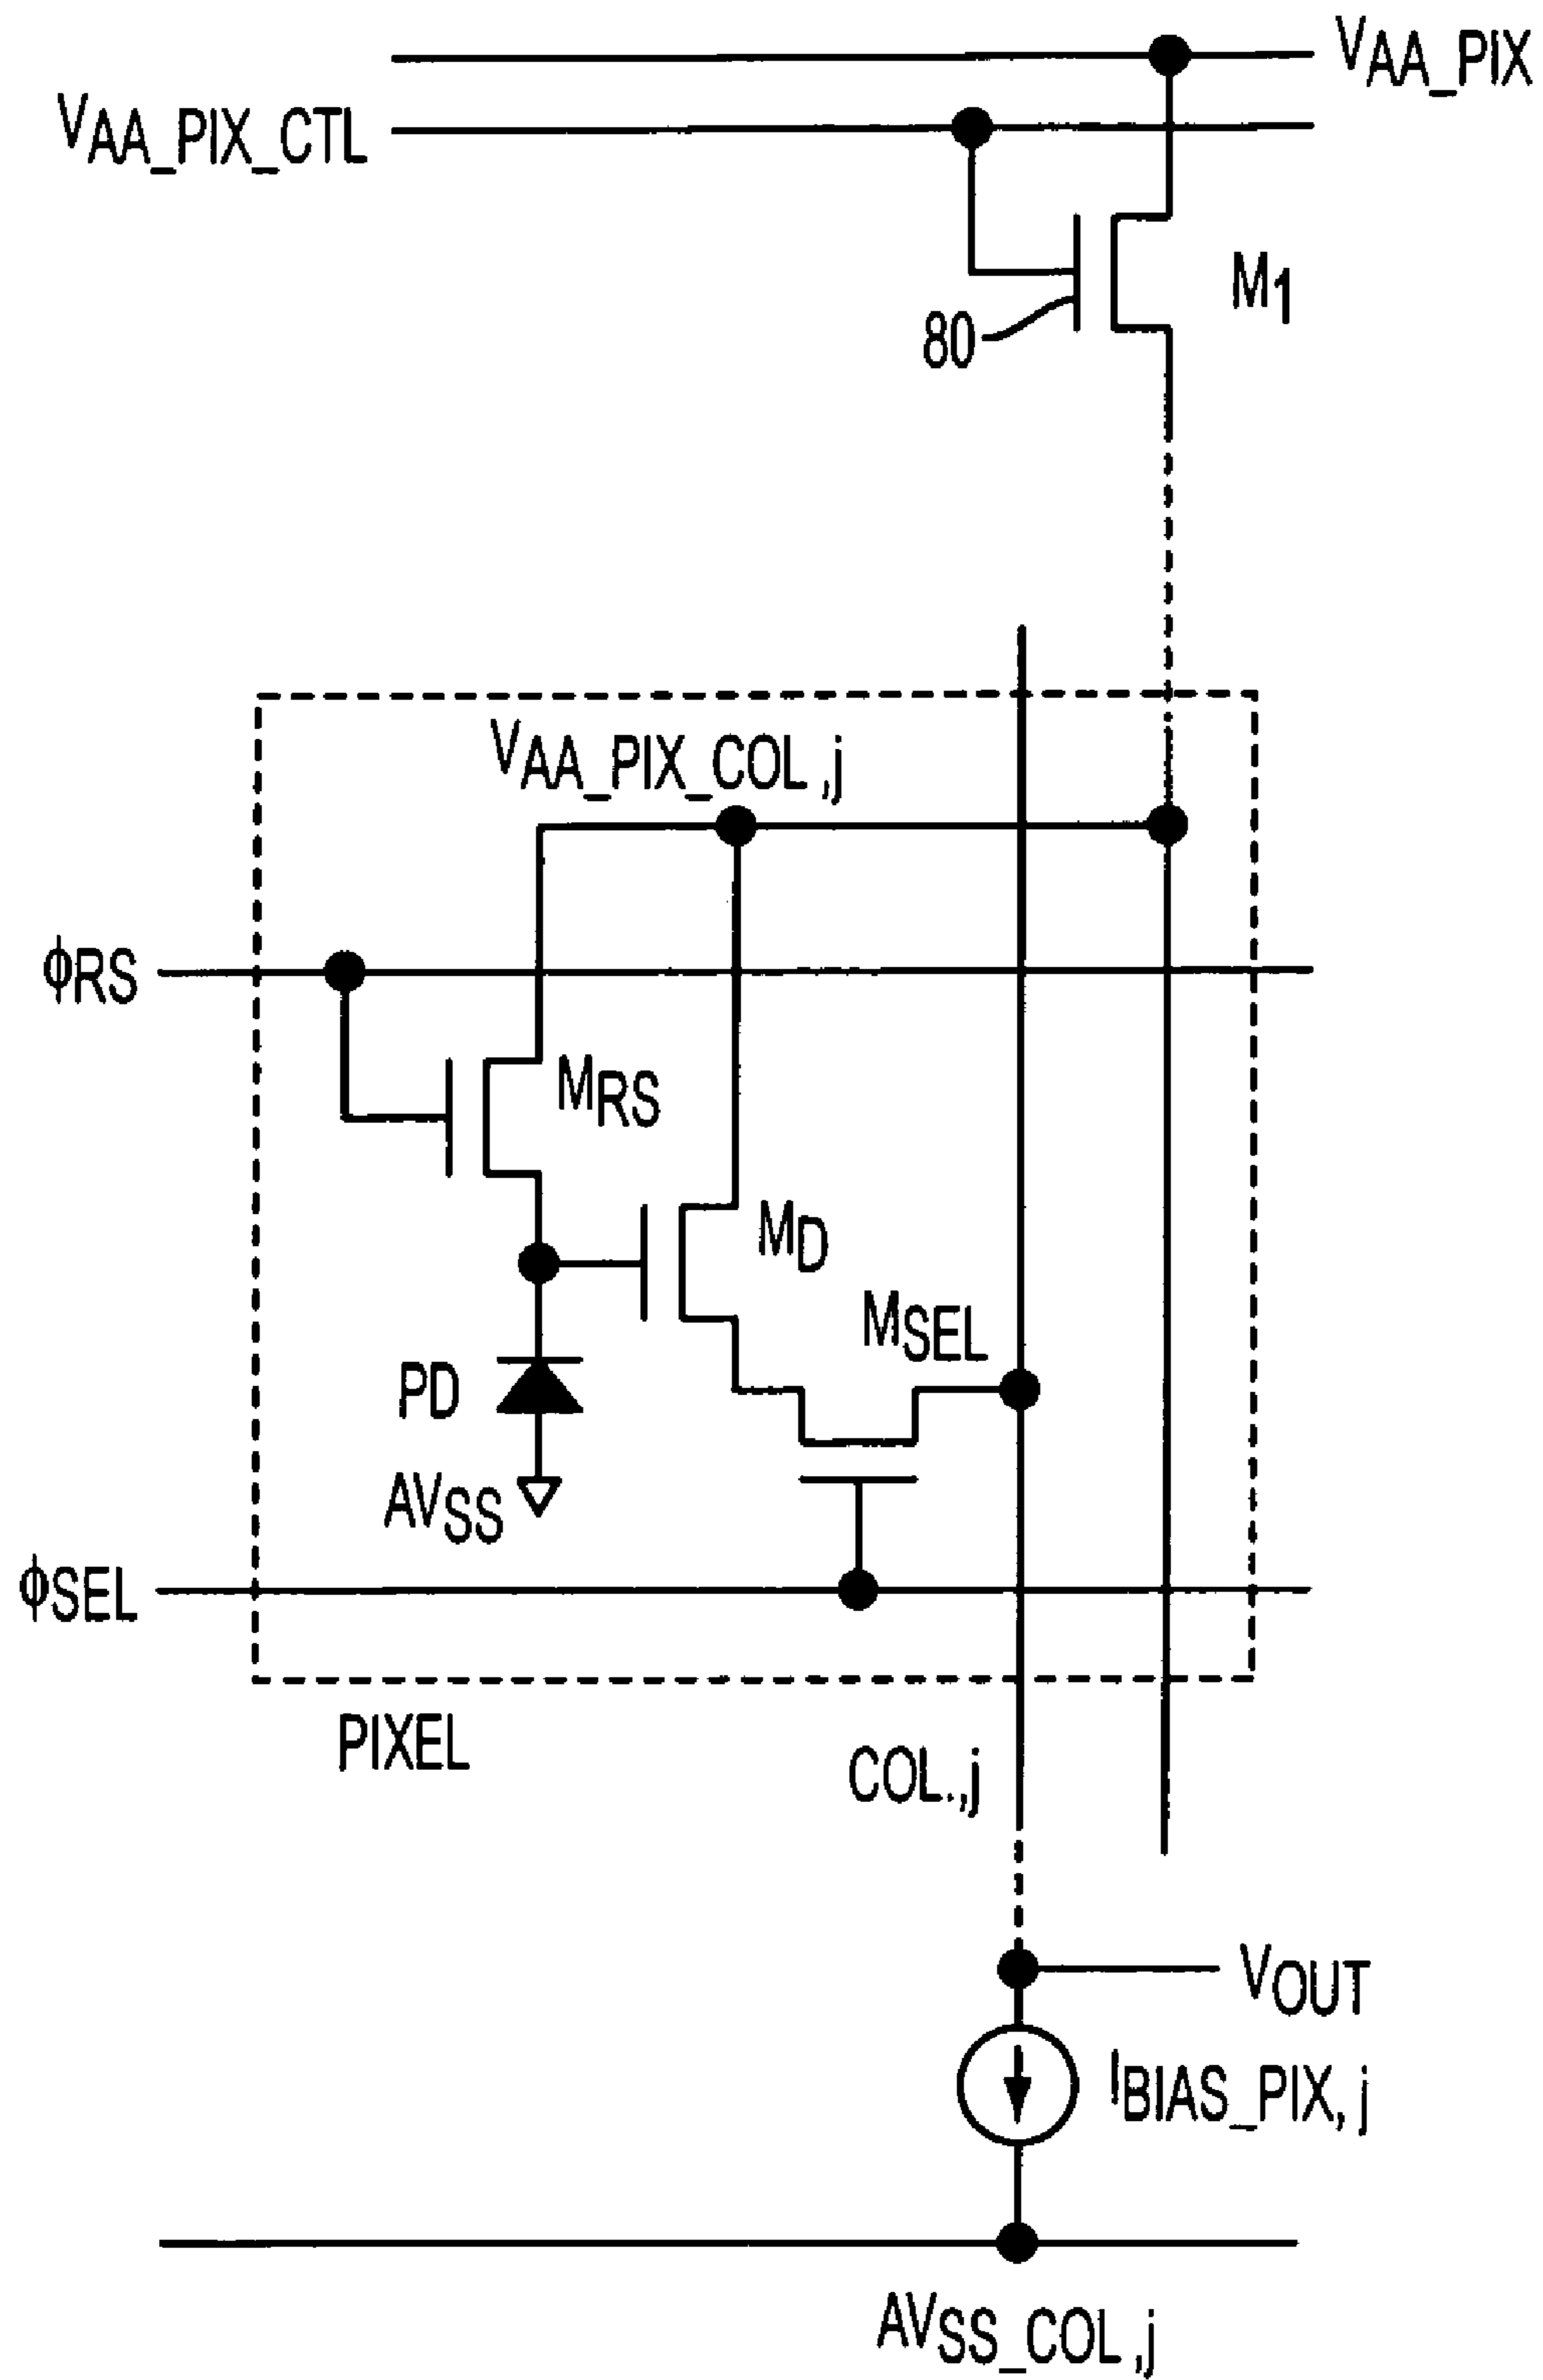 VAA_PIX
VAA_PIX_CTL
M1
80
VAA_PIX_COL,j
ϕRS
MRS
MD
MSEL
PD
AVSS
ϕSEL
PIXEL
COL.,j
VOUT
IBIAS_PIX,j
AVSS_COL,j